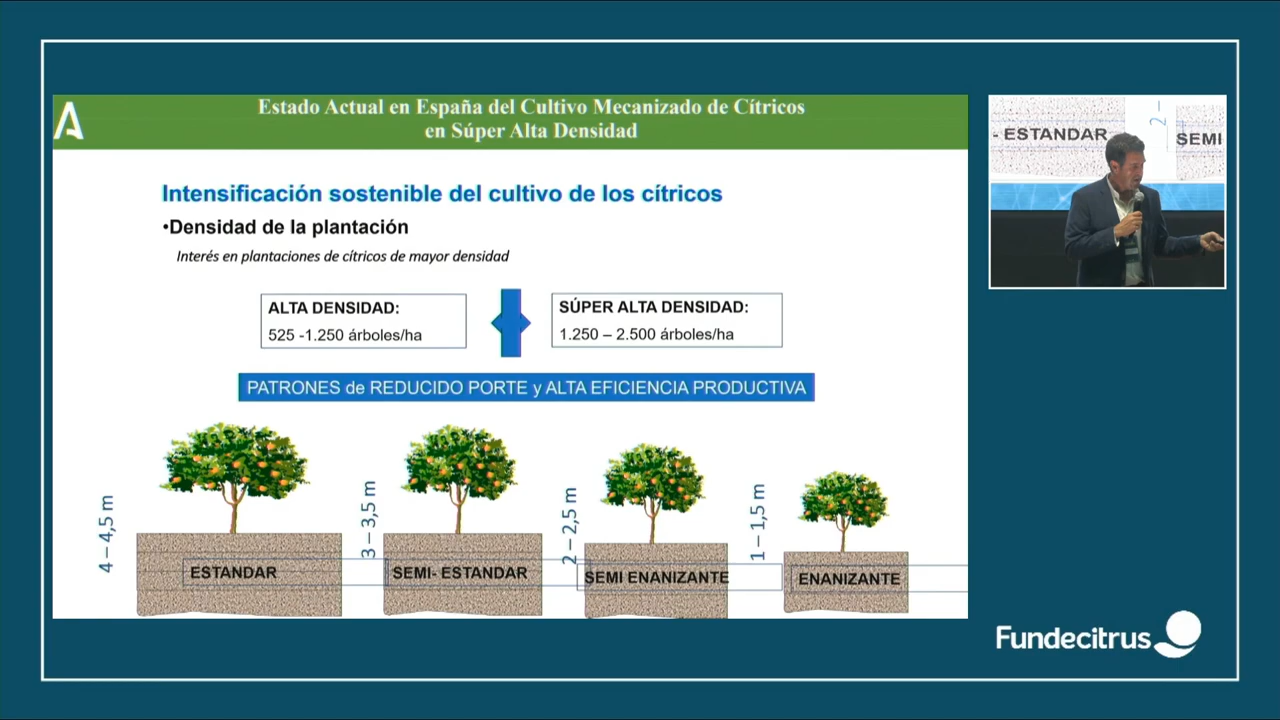 Estado Actual en España del Cultivo Mecanizado de Cítricos
en Súper Alta Densidad
Intensificación sostenible del cultivo de los cítricos
•Densidad de la plantación
Interés en plantaciones de cítricos de mayor densidad
ALTA DENSIDAD:
525 -1.250 árboles/ha
SÚPER ALTA DENSIDAD:
1.250 – 2.500 árboles/ha
PATRONES de REDUCIDO PORTE y ALTA EFICIENCIA PRODUCTIVA
4 – 4,5 m
ESTANDAR
3 – 3,5 m
SEMI- ESTANDAR
2 – 2,5 m
SEMI ENANIZANTE
1 – 1,5 m
ENANIZANTE
- ESTANDAR
2 –
SEMI
Fundecitrus